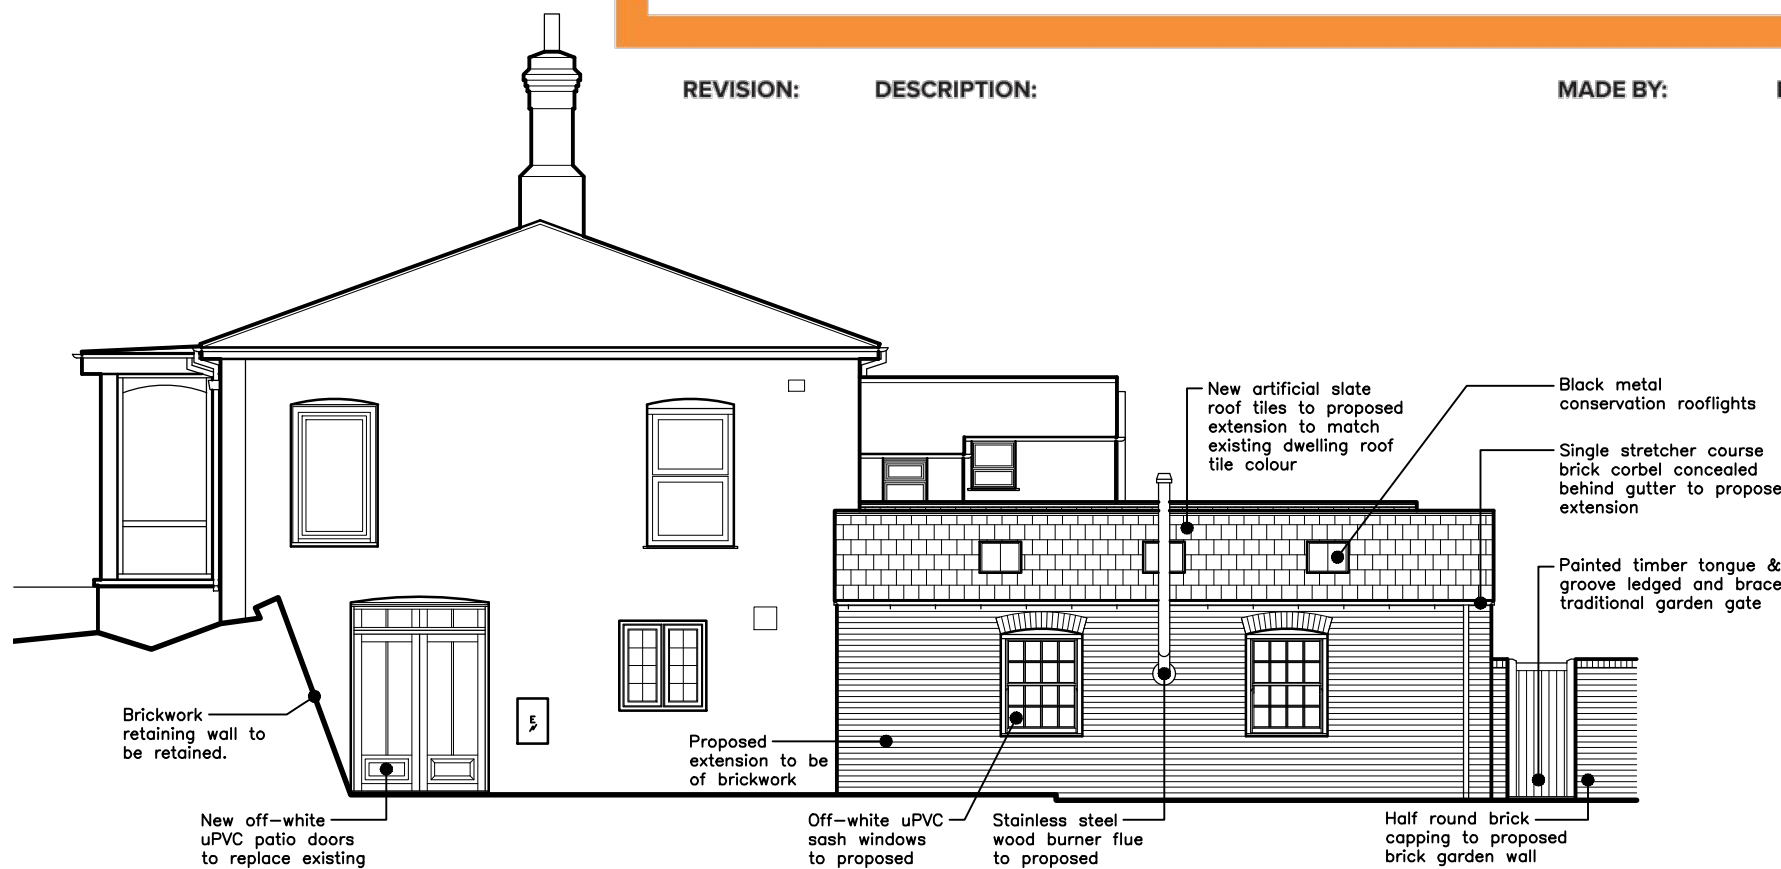 REVISION: DESCRIPTION: MADE BY:
New artificial slate
roof tiles to proposed
extension to match
existing dwelling roof
tile colour
Black metal
conservation rooflights
Single stretcher course
brick corbel concealed
behind gutter to propose
extension
Painted timber tongue &
groove ledged and brace
traditional garden gate
Brickwork
retaining wall to
be retained.
E
Proposed
extension to be
of brickwork
New off-white
uPVC patio doors
to replace existing
Off-white uPVC
sash windows
to proposed
Stainless steel
wood burner flue
to proposed
Half round brick
capping to proposed
brick garden wall